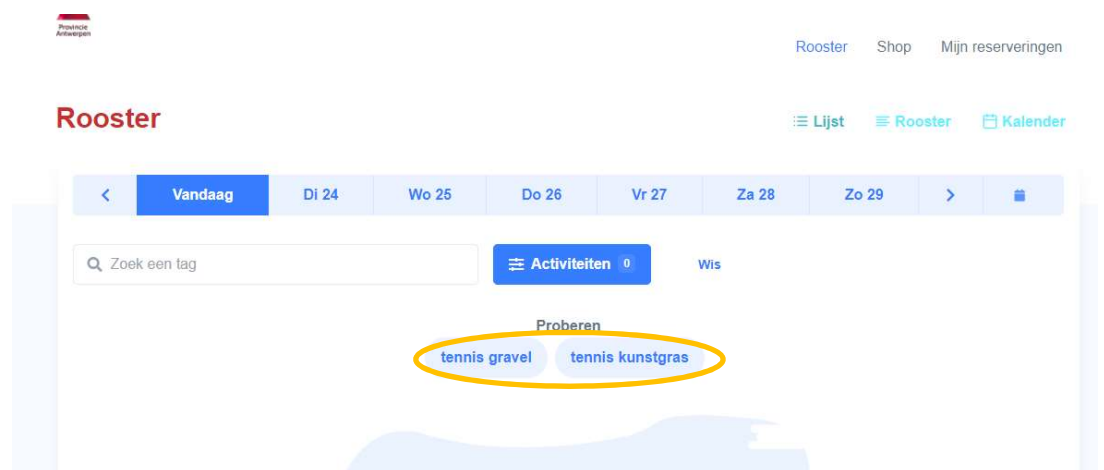 Provincie
Antwerpen
Rooster Shop Mijn reserveringen
Rooster
Lijst Rooster Kalender
Vandaag Di 24 Wo 25 Do 26 Vr 27 Za 28 Zo 29
Zoek een tag Activiteiten 0 Wis
Proberen
tennis gravel tennis kunstgras